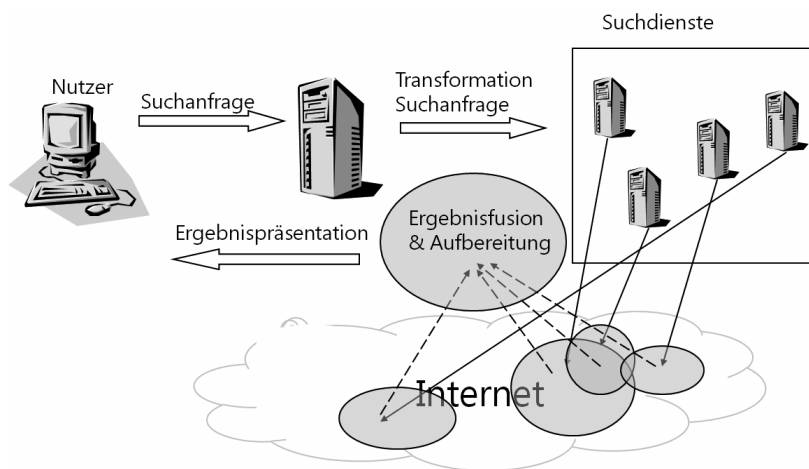 Suchdienste
Nutzer
Suchanfrage
Transformation
Suchanfrage
Ergebnisfusion
& Aufbereitung
Ergebnispräsentation
Internet